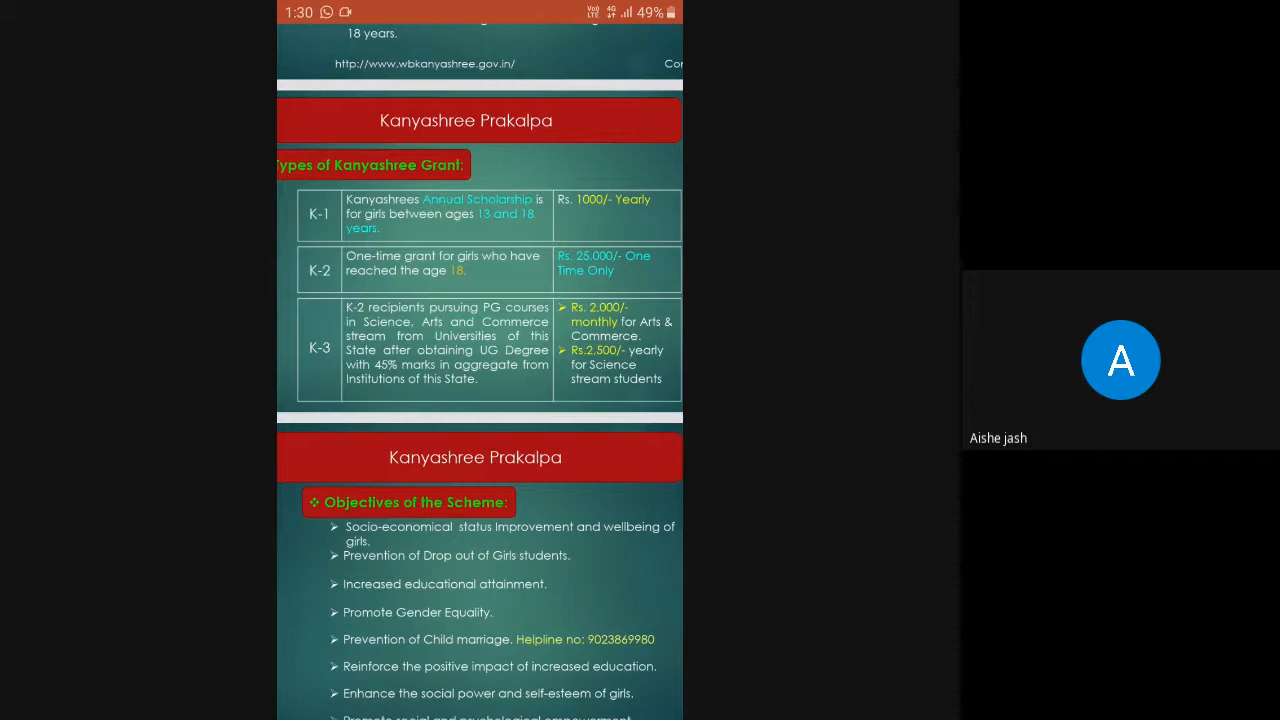 1:30 Vo) LTE 4G 49%
18 years.
http://www.wbkanyashree.gov.in/
Kanyashree Prakalpa
Types of Kanyashree Grant:
K-1
Kanyashrees Annual Scholarship is
for girls between ages 13 and 18
years.
Rs. 1000/- Yearly
K-2
One-time grant for girls who have
reached the age 18.
Rs. 25.000/- One
Time Only
K-3
K-2 recipients pursuing PG courses
in Science, Arts and Commerce
stream from Universities of this
State after obtaining UG Degree
with 45% marks in aggregate from
Institutions of this State.
➢ Rs. 2,000/-
monthly for Arts &
Commerce.
➢ Rs.2,500/- yearly
for Science
stream students
Kanyashree Prakalpa
❖ Objectives of the Scheme:
➢ Socio-economical status Improvement and wellbeing of
girls.
➢ Prevention of Drop out of Girls students.
➢ Increased educational attainment.
➢ Promote Gender Equality.
➢ Prevention of Child marriage. Helpline no: 9023869980
➢ Reinforce the positive impact of increased education.
➢ Enhance the social power and self-esteem of girls.
A
Aishe jash